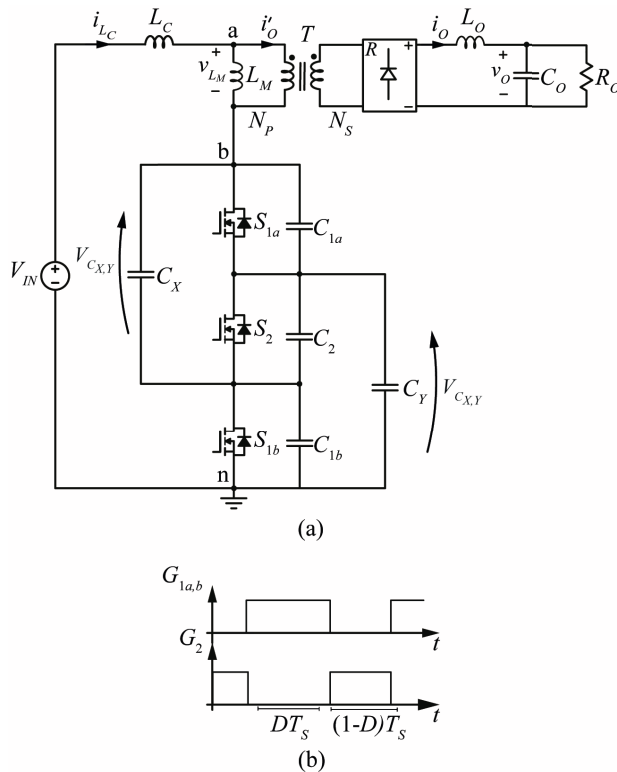 i_{L_C} L_C a i'_O T i_O L_O
+ v_{L_M} − L_M R + − + v_O − C_O R_O
N_P N_S
b
S_{1a} C_{1a}
V_{C_{X,Y}} V_{IN} + − C_X
S_2 C_2
C_Y V_{C_{X,Y}}
S_{1b} C_{1b}
n
(a)
G_{1a,b}
t
G_2
DT_S (1-D)T_S t
(b)